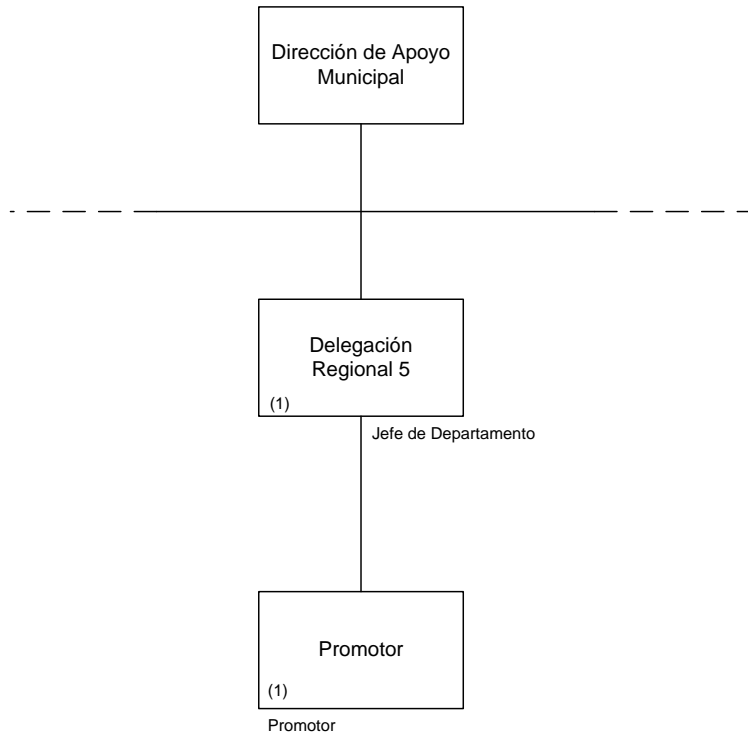 Dirección de Apoyo
Municipal
Delegación
Regional 5
(1)
Jefe de Departamento
Promotor
(1)
Promotor